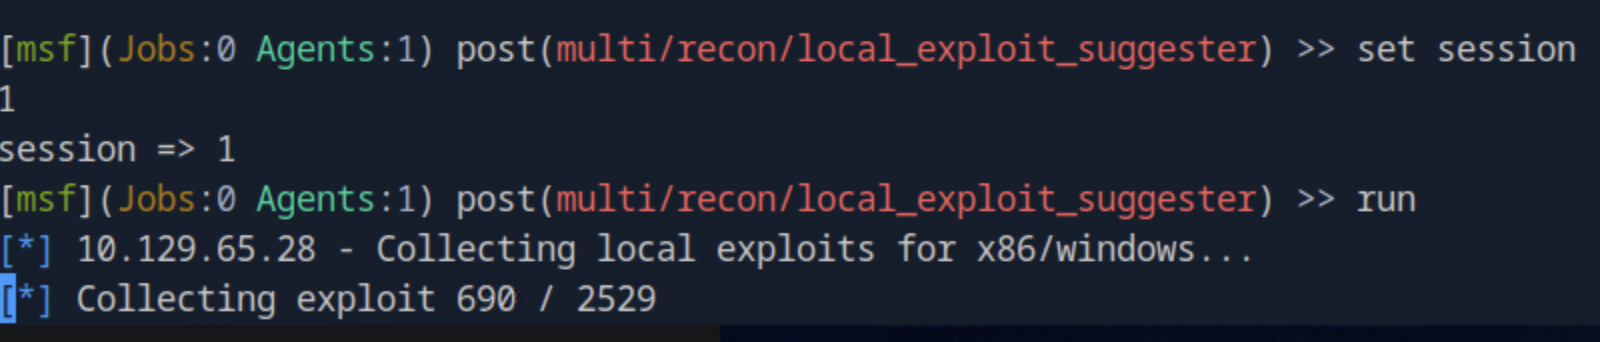 [msf](Jobs:0 Agents:1) post(multi/recon/local_exploit_suggester) >> set session
1
session => 1
[msf](Jobs:0 Agents:1) post(multi/recon/local_exploit_suggester) >> run
[*] 10.129.65.28 - Collecting local exploits for x86/windows...
[*] Collecting exploit 690 / 2529